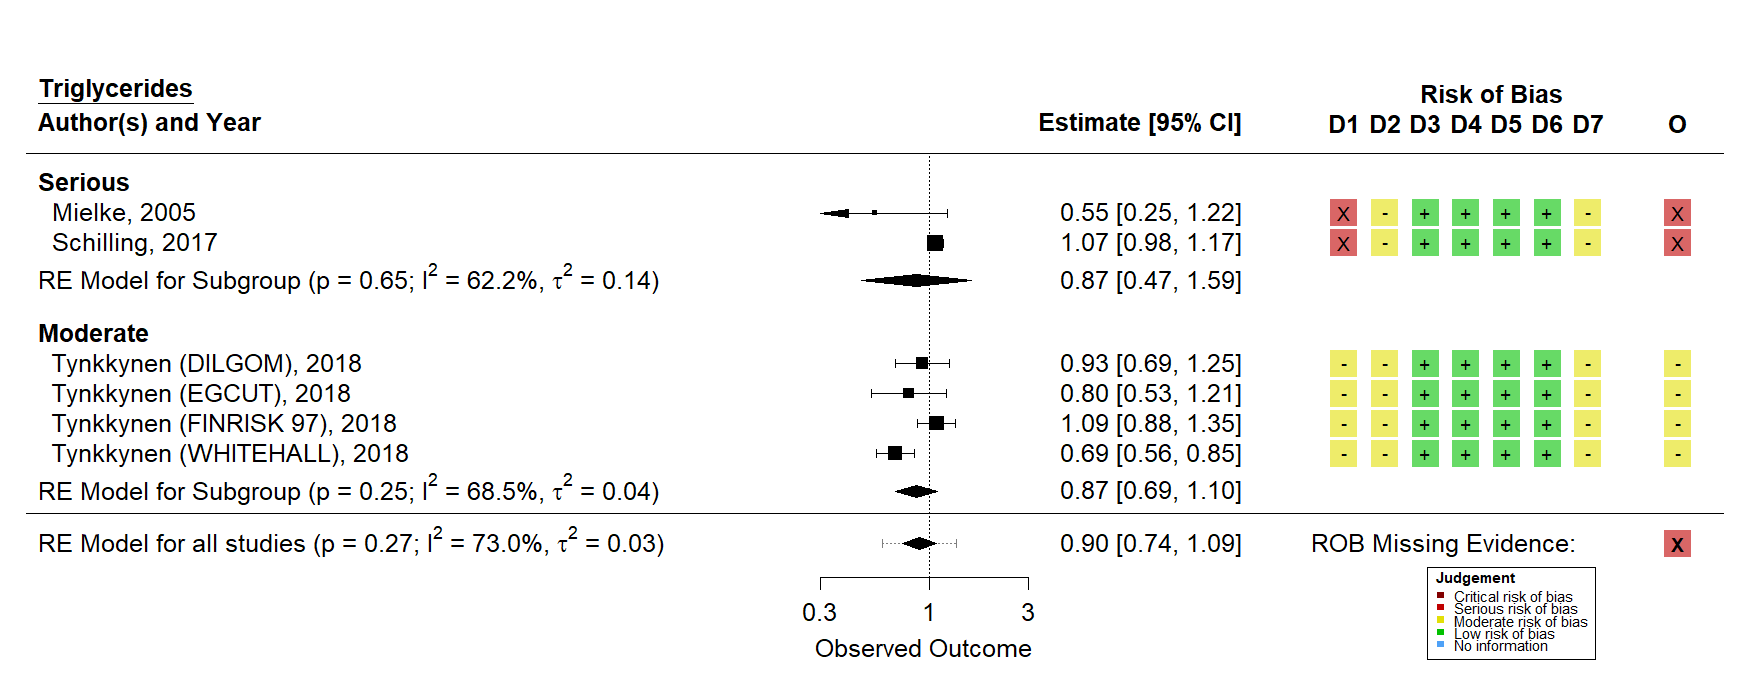 Triglycerides
Risk of Bias
Author(s) and Year Estimate [95% CI] D1 D2 D3 D4 D5 D6 D7 O
Serious
Mielke, 2005 0.55 [0.25, 1.22] X - + + + + - X
Schilling, 2017 1.07 [0.98, 1.17] X - + + + + - X
RE Model for Subgroup (p = 0.65; I² = 62.2%, τ² = 0.14) 0.87 [0.47, 1.59]
Moderate
Tynkkynen (DILGOM), 2018 0.93 [0.69, 1.25] - - + + + + - -
Tynkkynen (EGCUT), 2018 0.80 [0.53, 1.21] - - + + + + - -
Tynkkynen (FINRISK 97), 2018 1.09 [0.88, 1.35] - - + + + + - -
Tynkkynen (WHITEHALL), 2018 0.69 [0.56, 0.85] - - + + + + - -
RE Model for Subgroup (p = 0.25; I² = 68.5%, τ² = 0.04) 0.87 [0.69, 1.10]
RE Model for all studies (p = 0.27; I² = 73.0%, τ² = 0.03) 0.90 [0.74, 1.09] ROB Missing Evidence: X
0.3 1 3
Observed Outcome
Judgement
Critical risk of bias
Serious risk of bias
Moderate risk of bias
Low risk of bias
No information